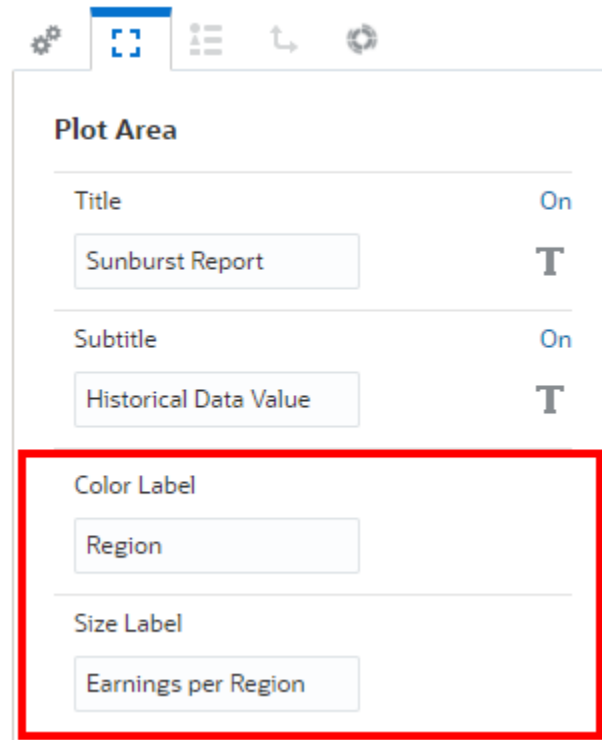 Plot Area
Title On
Sunburst Report T
Subtitle On
Historical Data Value T
Color Label
Region
Size Label
Earnings per Region